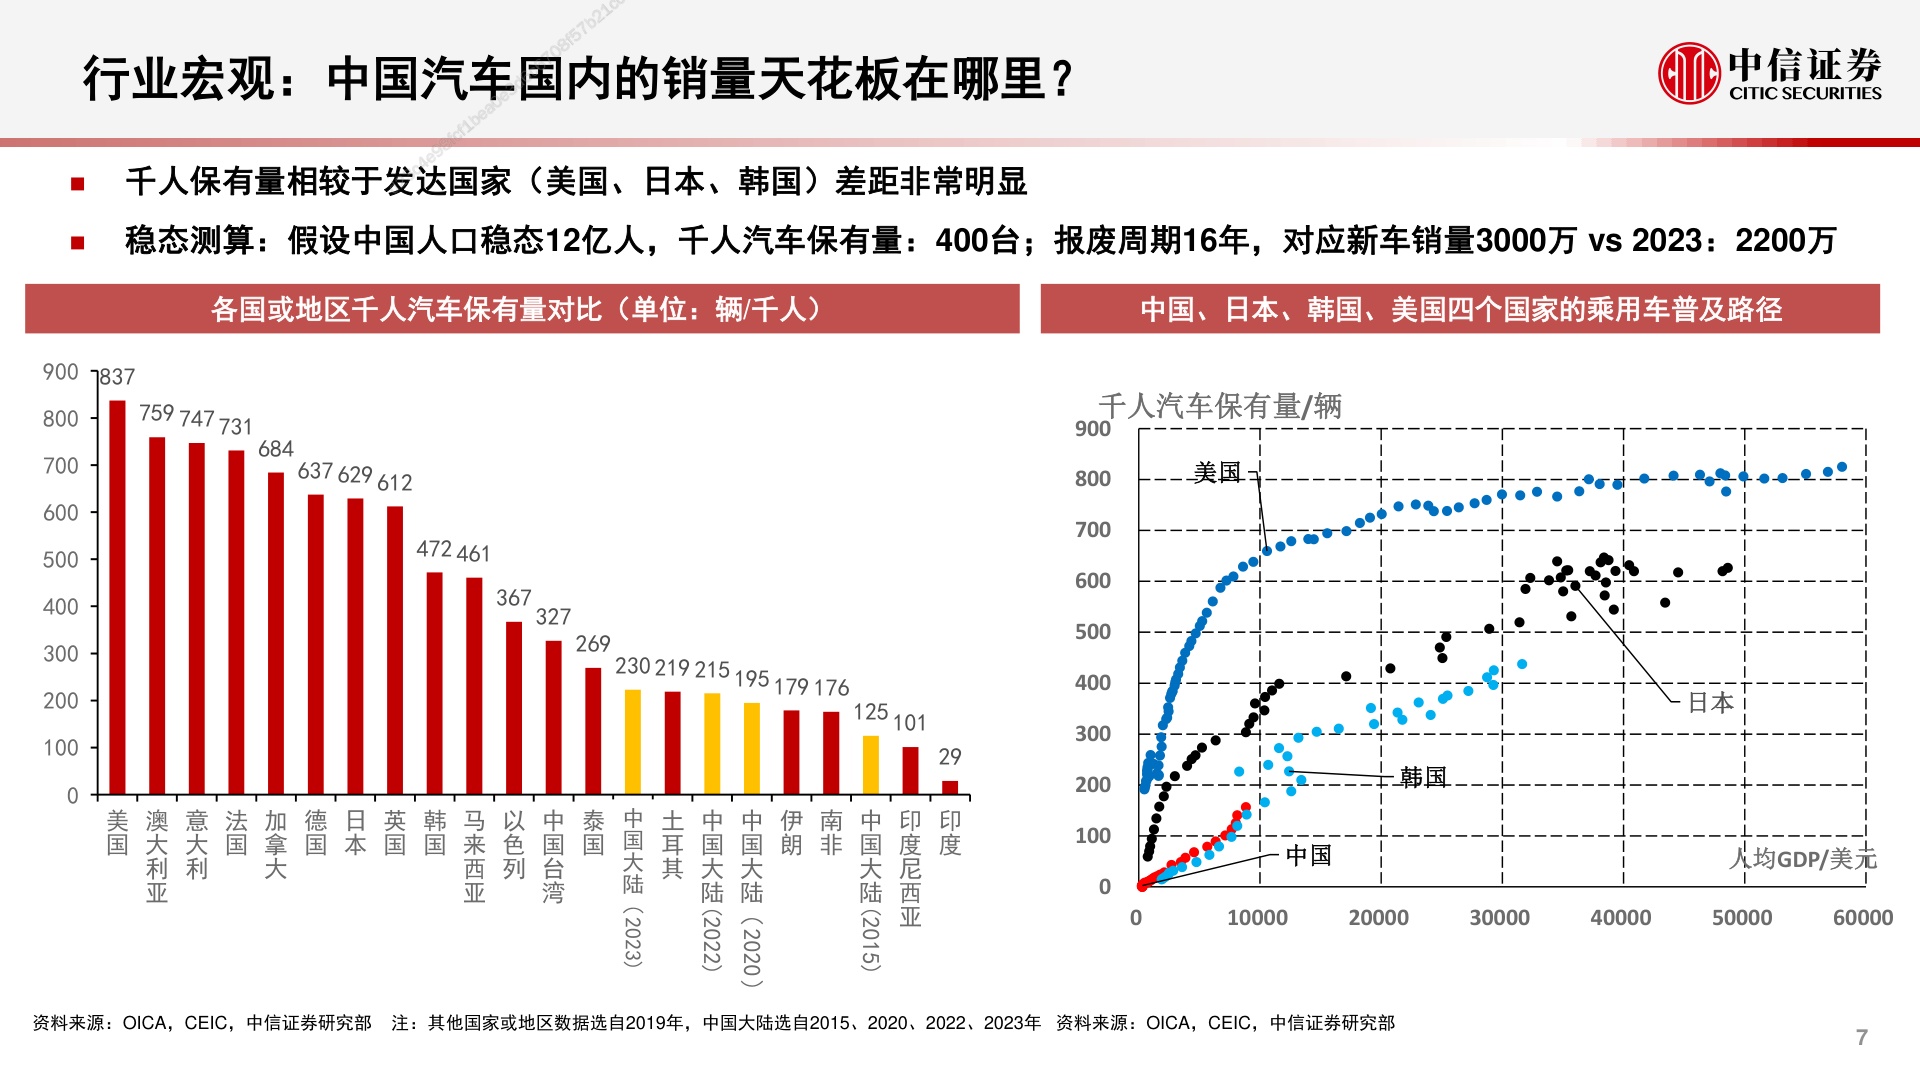 行业宏观：中国汽车国内的销量天花板在哪里？
中信证券
CITIC SECURITIES
千人保有量相较于发达国家（美国、日本、韩国）差距非常明显
稳态测算：假设中国人口稳态12亿人，千人汽车保有量：400台；报废周期16年，对应新车销量3000万 vs 2023：2200万
各国或地区千人汽车保有量对比（单位：辆/千人）
900
800
700
600
500
400
300
200
100
0
837
759
747
731
684
637
629
612
472
461
367
327
269
230
219
215
195
179
176
125
101
29
美国
澳大利亚
意大利
法国
加拿大
德国
日本
英国
韩国
马来西亚
以色列
中国台湾
泰国
中国大陆（2023）
土耳其
中国大陆(2022)
中国大陆（2020）
伊朗
南非
中国大陆(2015)
印度尼西亚
印度
中国、日本、韩国、美国四个国家的乘用车普及路径
千人汽车保有量/辆
900
800
700
600
500
400
300
200
100
0
美国
日本
韩国
中国
人均GDP/美元
0
10000
20000
30000
40000
50000
60000
资料来源：OICA，CEIC，中信证券研究部 注：其他国家或地区数据选自2019年，中国大陆选自2015、2020、2022、2023年
资料来源：OICA，CEIC，中信证券研究部
7